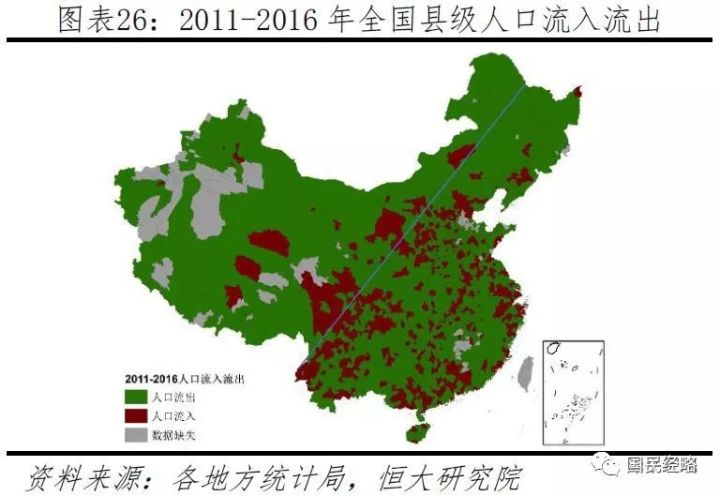 图表26：2011-2016 年全国县级人口流入流出
2011-2016人口流入流出
人口流出
人口流入
数据缺失
资料来源：各地方统计局，恒大研究院
国民经略